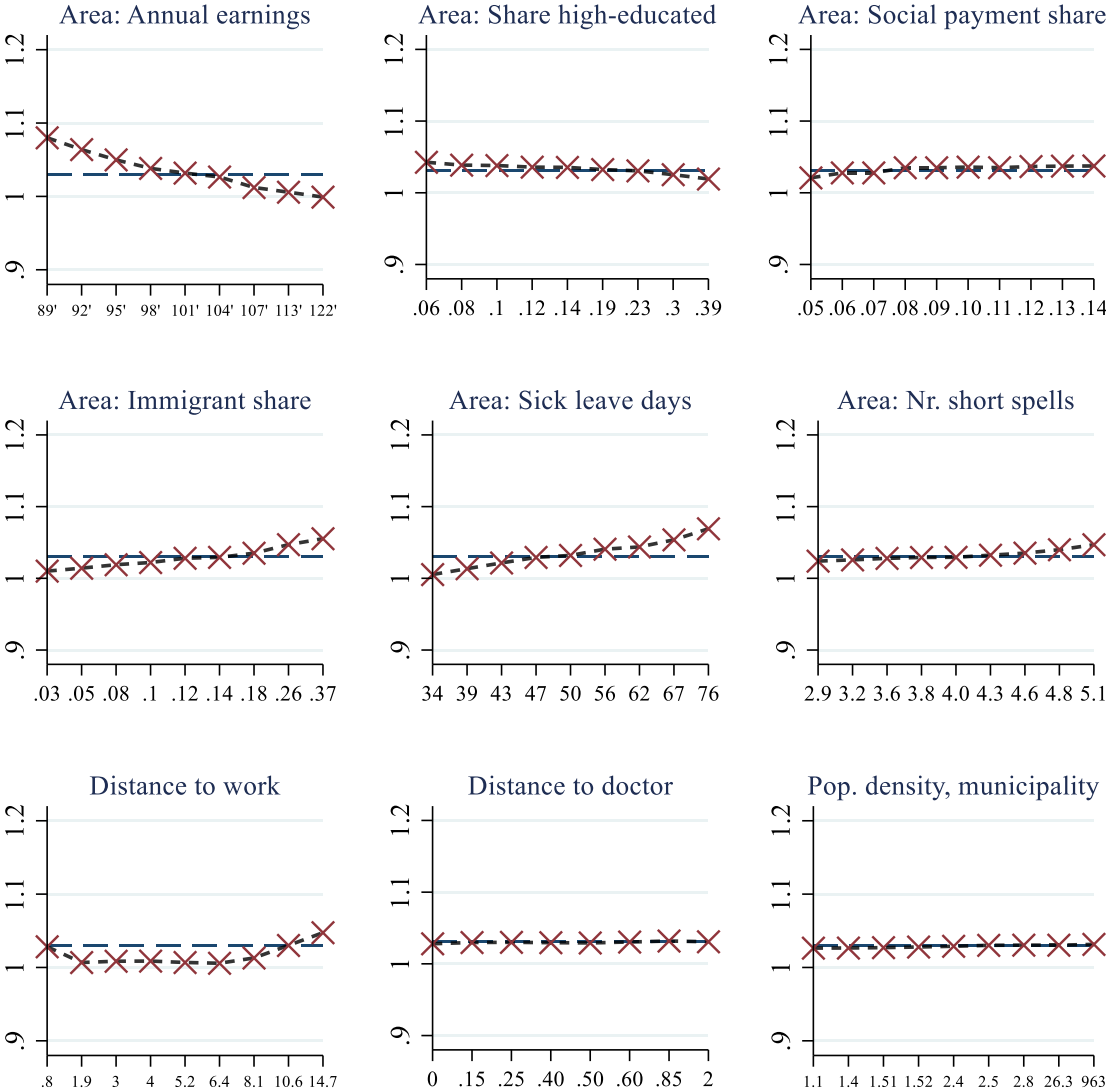 Area: Annual earnings
1.2
1.1
1
.9
89' 92' 95' 98' 101' 104' 107' 113' 122'
Area: Share high-educated
1.2
1.1
1
.9
.06 .08 .1 .12 .14 .19 .23 .3 .39
Area: Social payment share
1.2
1.1
1
.9
.05 .06 .07 .08 .09 .10 .11 .12 .13 .14
Area: Immigrant share
1.2
1.1
1
.9
.03 .05 .08 .1 .12 .14 .18 .26 .37
Area: Sick leave days
1.2
1.1
1
.9
34 39 43 47 50 56 62 67 76
Area: Nr. short spells
1.2
1.1
1
.9
2.9 3.2 3.6 3.8 4.0 4.3 4.6 4.8 5.1
Distance to work
1.2
1.1
1
.9
.8 1.9 3 4 5.2 6.4 8.1 10.6 14.7
Distance to doctor
1.2
1.1
1
.9
0 .15 .25 .40 .50 .60 .85 2
Pop. density, municipality
1.2
1.1
1
.9
1.1 1.4 1.51 1.52 2.4 2.5 2.8 26.3 963